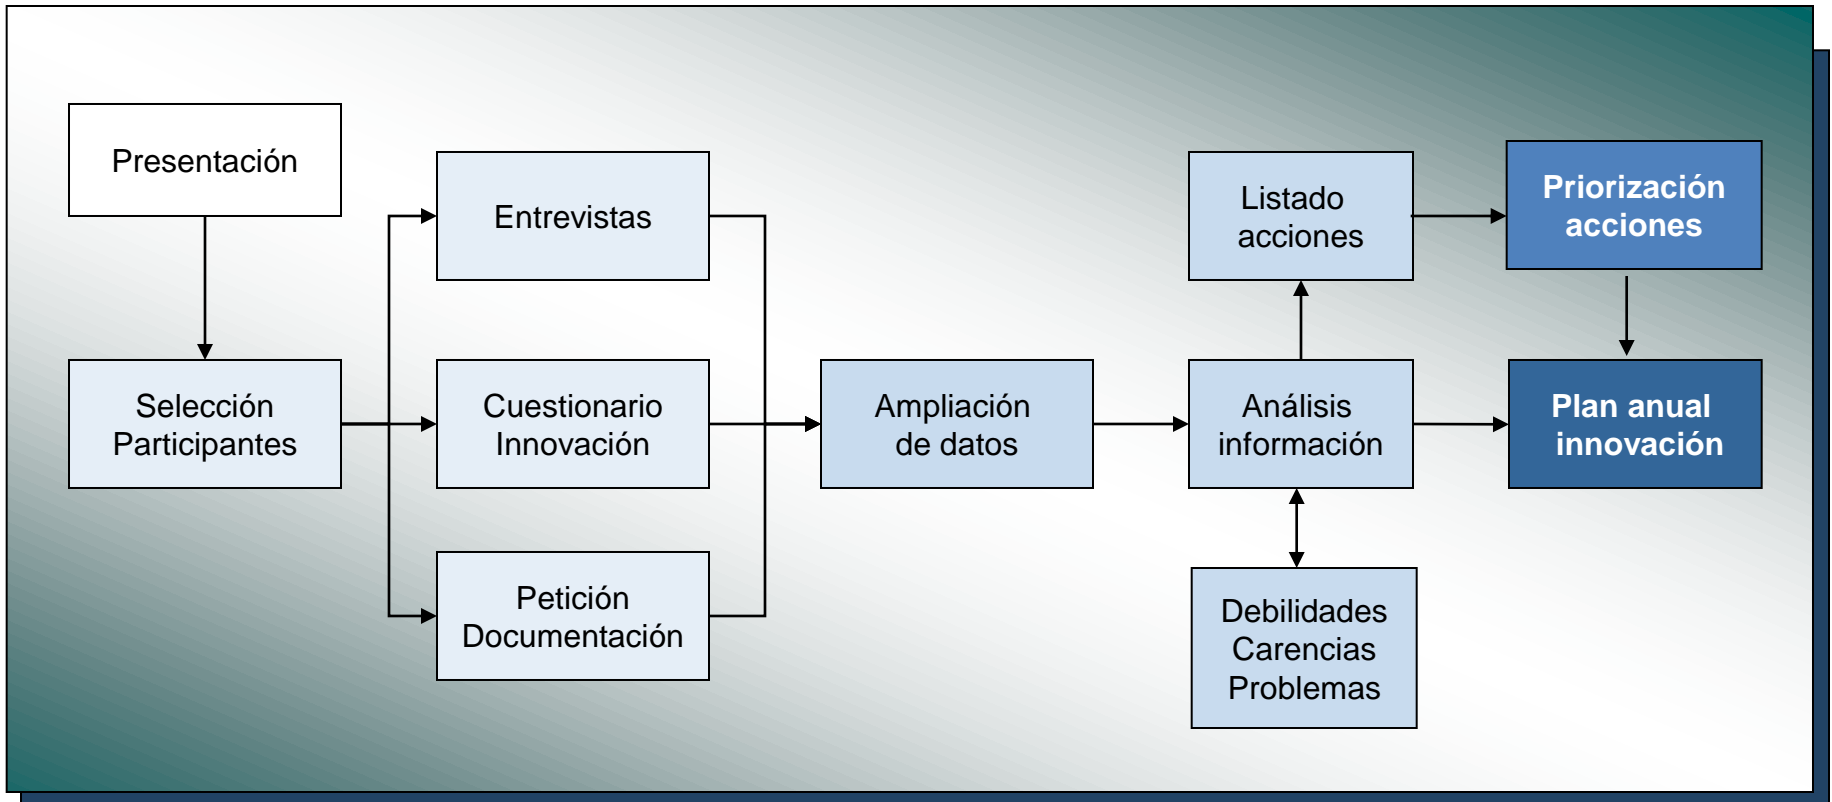 Presentación
Selección
Participantes
Entrevistas
Cuestionario
Innovación
Petición
Documentación
Ampliación
de datos
Listado
acciones
Análisis
información
Debilidades
Carencias
Problemas
Priorización
acciones
Plan anual
innovación